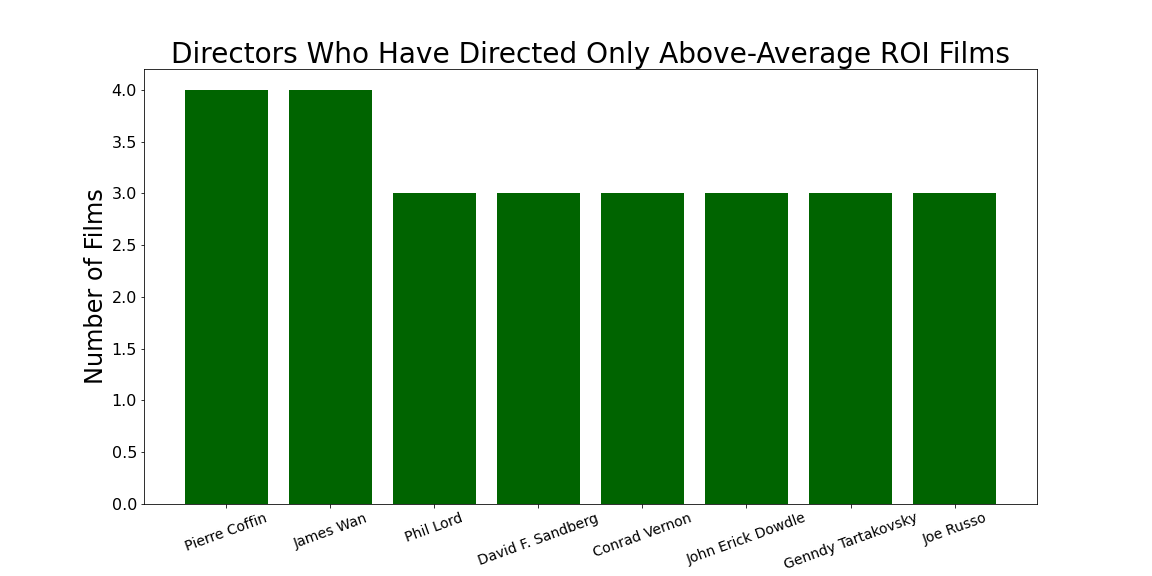 Directors Who Have Directed Only Above-Average ROI Films
Number of Films
4.0
3.5
3.0
2.5
2.0
1.5
1.0
0.5
0.0
Pierre Coffin
James Wan
Phil Lord
David F. Sandberg
Conrad Vernon
John Erick Dowdle
Genndy Tartakovsky
Joe Russo